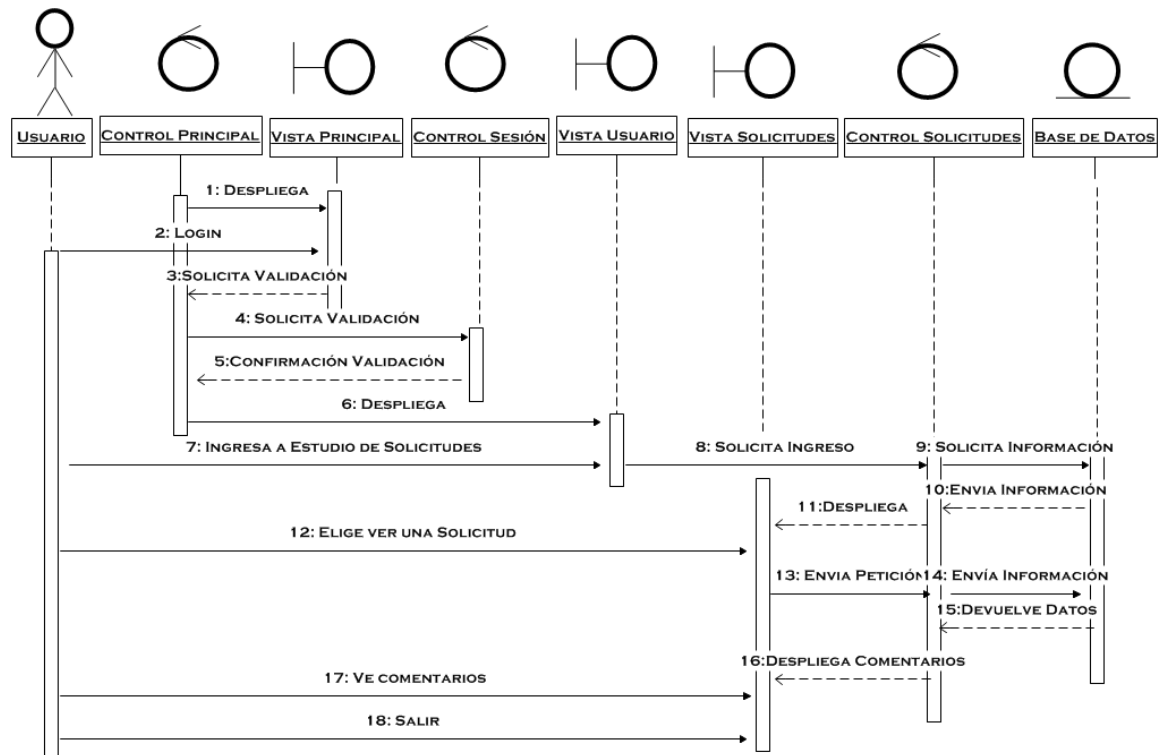 USUARIO
CONTROL PRINCIPAL
VISTA PRINCIPAL
CONTROL SESIÓN
VISTA USUARIO
VISTA SOLICITUDES
CONTROL SOLICITUDES
BASE DE DATOS
1: DESPLIEGA
2: LOGIN
3:SOLICITA VALIDACIÓN
4: SOLICITA VALIDACIÓN
5:CONFIRMACIÓN VALIDACIÓN
6: DESPLIEGA
7: INGRESA A ESTUDIO DE SOLICITUDES
8: SOLICITA INGRESO
9: SOLICITA INFORMACIÓN
10:ENVIA INFORMACIÓN
11:DESPLIEGA
12: ELIGE VER UNA SOLICITUD
13: ENVIA PETICIÓN
14: ENVÍA INFORMACIÓN
15:DEVUELVE DATOS
16:DESPLIEGA COMENTARIOS
17: VE COMENTARIOS
18: SALIR